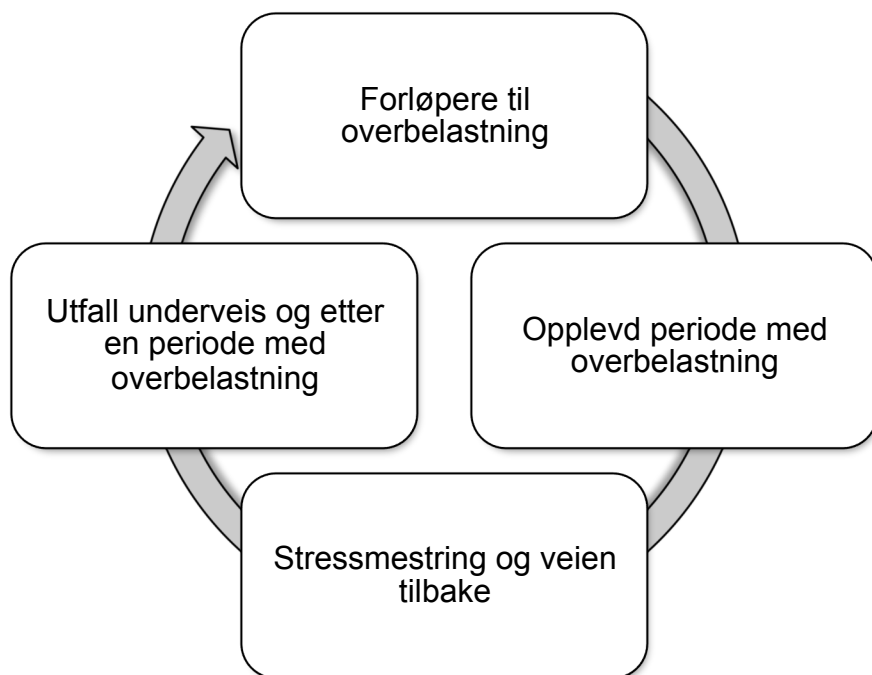 Forløpere til
overbelastning
Utfall underveis og etter
en periode med
overbelastning
Opplevd periode med
overbelastning
Stressmestring og veien
tilbake